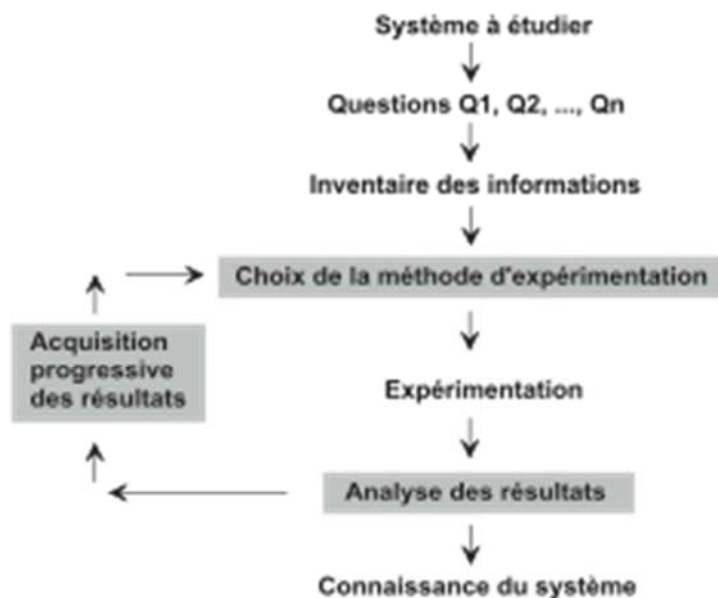 Système à étudier
Questions Q1, Q2, ..., Qn
Inventaire des informations
Choix de la méthode d'expérimentation
Acquisition
progressive
des résultats
Expérimentation
Analyse des résultats
Connaissance du système